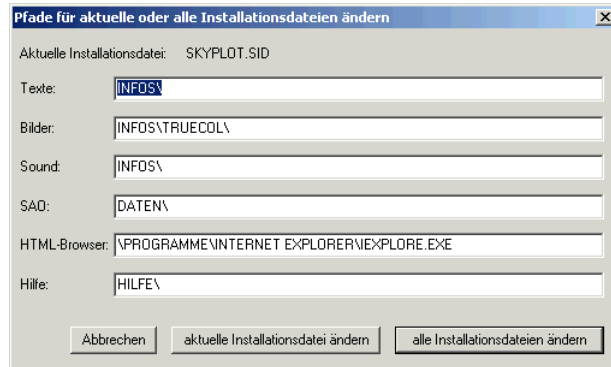 Pfade für aktuelle oder alle Installationsdateien ändern
Aktuelle Installationsdatei: SKYPLOT.SID
Texte: INFOS\
Bilder: INFOS\TRUECOL\
Sound: INFOS\
SAO: DATEN\
HTML-Browser: \PROGRAMME\INTERNET EXPLORER\IEXPLORE.EXE
Hilfe: HILFE\
Abbrechen aktuelle Installationsdatei ändern alle Installationsdateien ändern